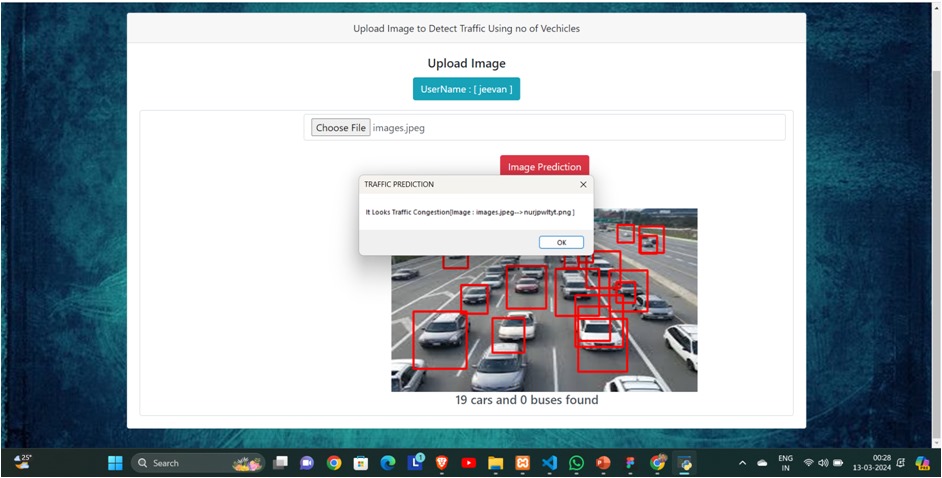 Upload Image to Detect Traffic Using no of Vechicles
Upload Image
UserName : [ jeevan ]
Choose File images.jpeg
Image Prediction
TRAFFIC PREDICTION
It Looks Traffic Congestion[Image : images.jpeg--> nurjpwltyt.png ]
OK
19 cars and 0 buses found
25°
Search
1
ENG
IN
00:28
13-03-2024